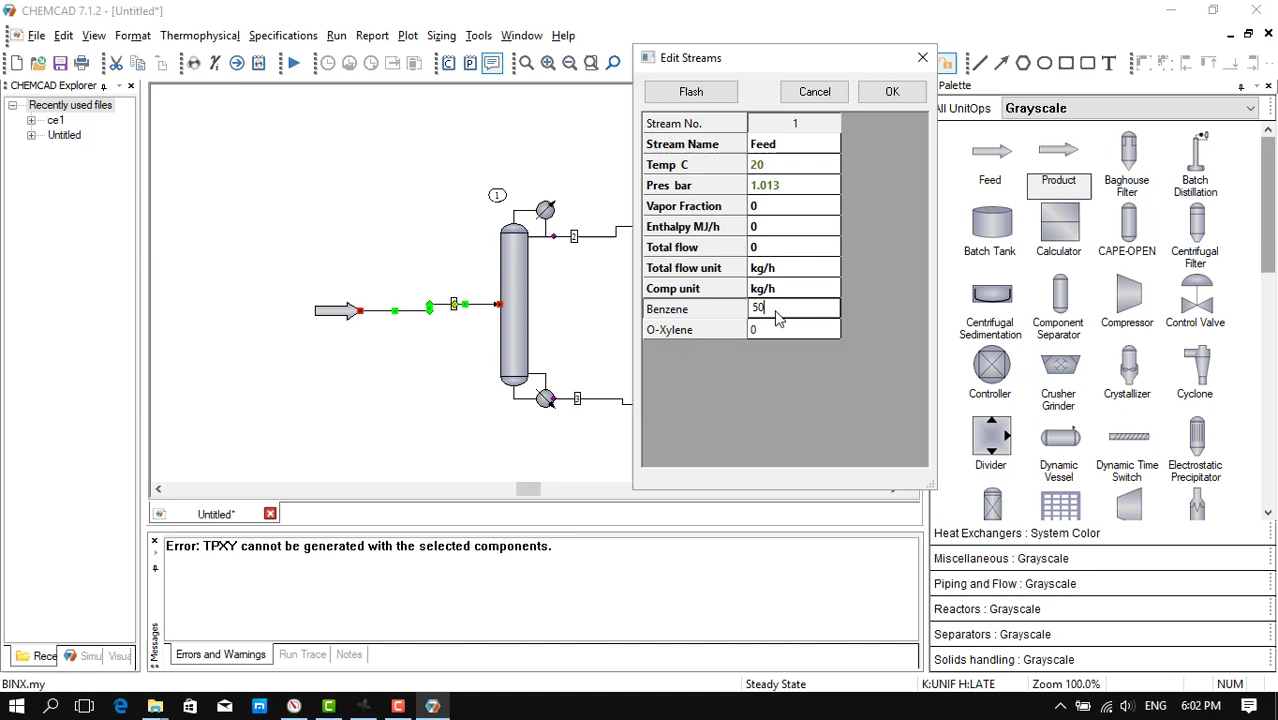 CHEMCAD 7.1.2 - [Untitled*]
File Edit View Format Thermophysical Specifications Run Report Plot Sizing Tools Window Help
CHEMCAD Explorer
Recently used files
ce1
Untitled
1
2
3
Edit Streams
Flash Cancel OK
Stream No. 1
Stream Name Feed
Temp C 20
Pres bar 1.013
Vapor Fraction 0
Enthalpy MJ/h 0
Total flow 0
Total flow unit kg/h
Comp unit kg/h
Benzene 50
O-Xylene 0
Palette
All UnitOps Grayscale
Feed
Product
Baghouse Filter
Batch Distillation
Batch Tank
Calculator
CAPE-OPEN
Centrifugal Filter
Centrifugal Sedimentation
Component Separator
Compressor
Control Valve
Controller
Crusher Grinder
Crystallizer
Cyclone
Divider
Dynamic Vessel
Dynamic Time Switch
Electrostatic Precipitator
Heat Exchangers : System Color
Miscellaneous : Grayscale
Piping and Flow : Grayscale
Reactors : Grayscale
Separators : Grayscale
Solids handling : Grayscale
Untitled*
Error: TPXY cannot be generated with the selected components.
Messages
Errors and Warnings Run Trace Notes
Rece Simu Visua
BINX.my Steady State K:UNIF H:LATE Zoom 100.0% NUM
ENG 6:02 PM